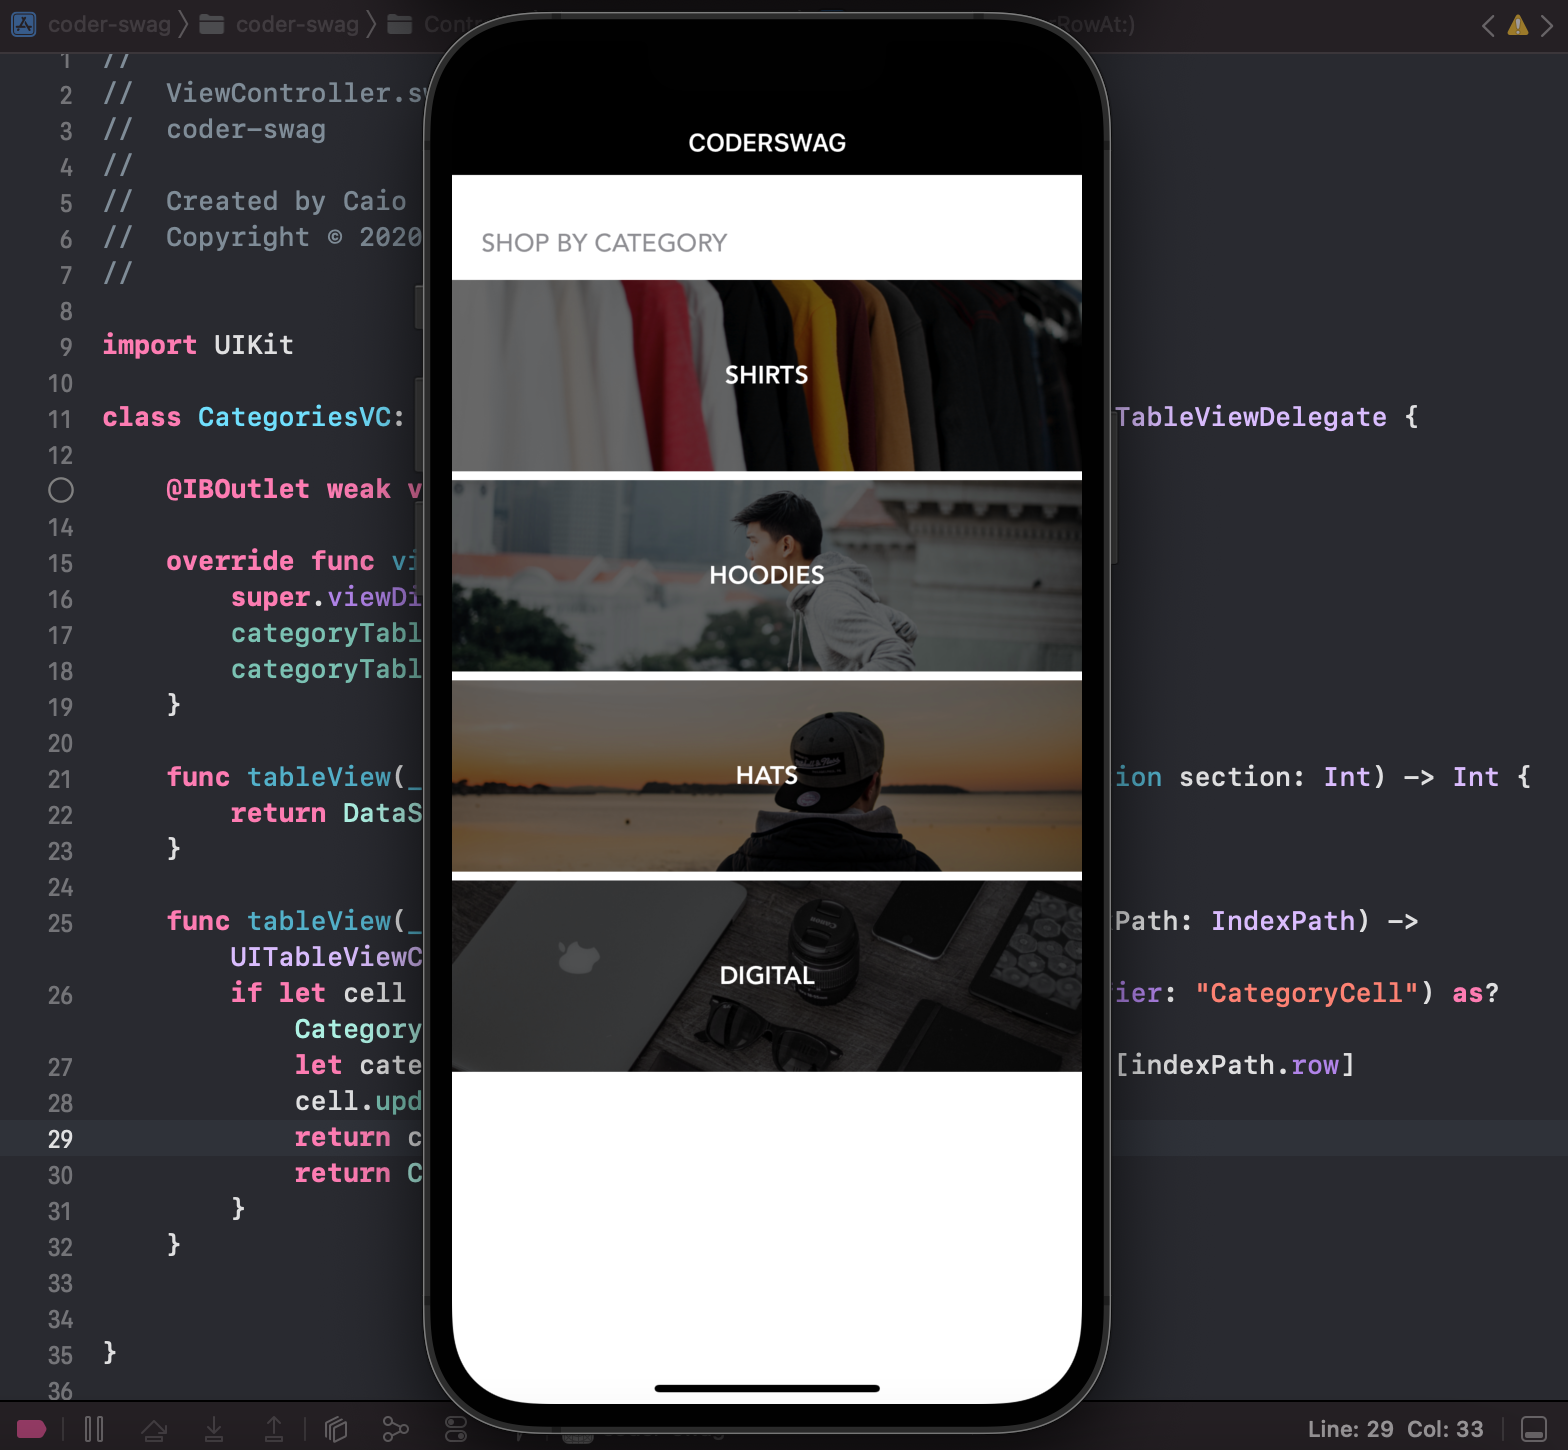 coder-swag
coder-swag
1 //
2 // ViewController.sw
3 // coder-swag
4 //
5 // Created by Caio
6 // Copyright © 2020
7 //
8
9 import UIKit
10
11 class CategoriesVC: TableViewDelegate {
12
@IBOutlet weak v
14
15 override func vi
16 super.viewDi
17 categoryTabl
18 categoryTabl
19 }
20
21 func tableView(_ ion section: Int) -> Int {
22 return DataS
23 }
24
25 func tableView(_ Path: IndexPath) ->
UITableViewC
26 if let cell ier: "CategoryCell") as?
Category
27 let cate [indexPath.row]
28 cell.upd
29 return c
30 return C
31 }
32 }
33
34
35 }
36
CODERSWAG
SHOP BY CATEGORY
SHIRTS
HOODIES
HATS
DIGITAL
Line: 29 Col: 33